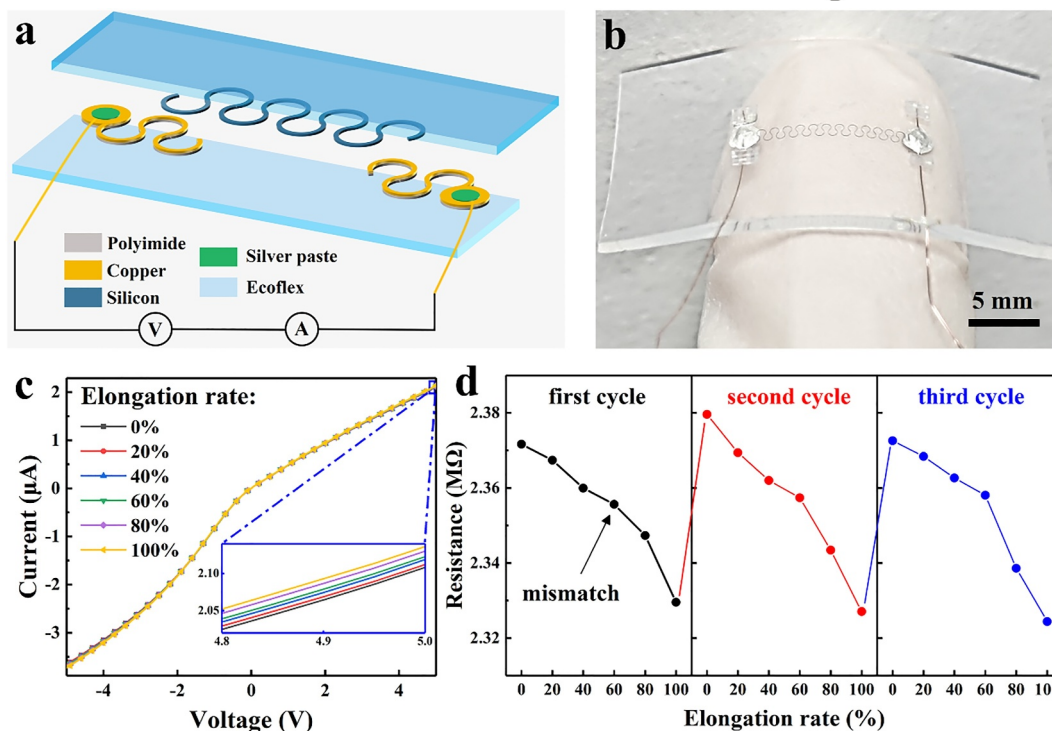 a
Polyimide
Copper
Silicon
Silver paste
Ecoflex
V
A
b
5 mm
c
Elongation rate:
0%
20%
40%
60%
80%
100%
Current (μA)
2
1
0
-1
-2
-3
2.10
2.05
4.8
4.9
5.0
-4
-2
0
2
4
Voltage (V)
d
first cycle
second cycle
third cycle
mismatch
Resistance (MΩ)
2.38
2.36
2.34
2.32
0 20 40 60 80 100 0 20 40 60 80 100 0 20 40 60 80
Elongation rate (%)